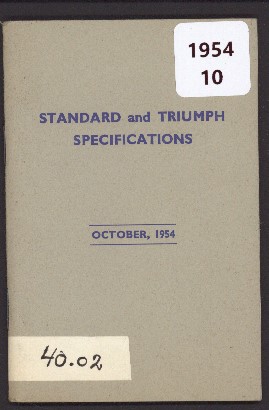 1954
10
STANDARD and TRIUMPH
SPECIFICATIONS
OCTOBER, 1954
40.02